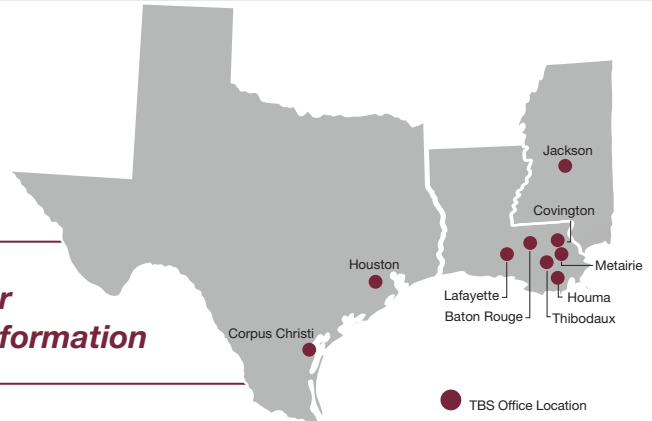 Jackson
Covington
Metairie
Houston
Lafayette
Houma
Baton Rouge
Thibodaux
r
formation
Corpus Christi
TBS Office Location